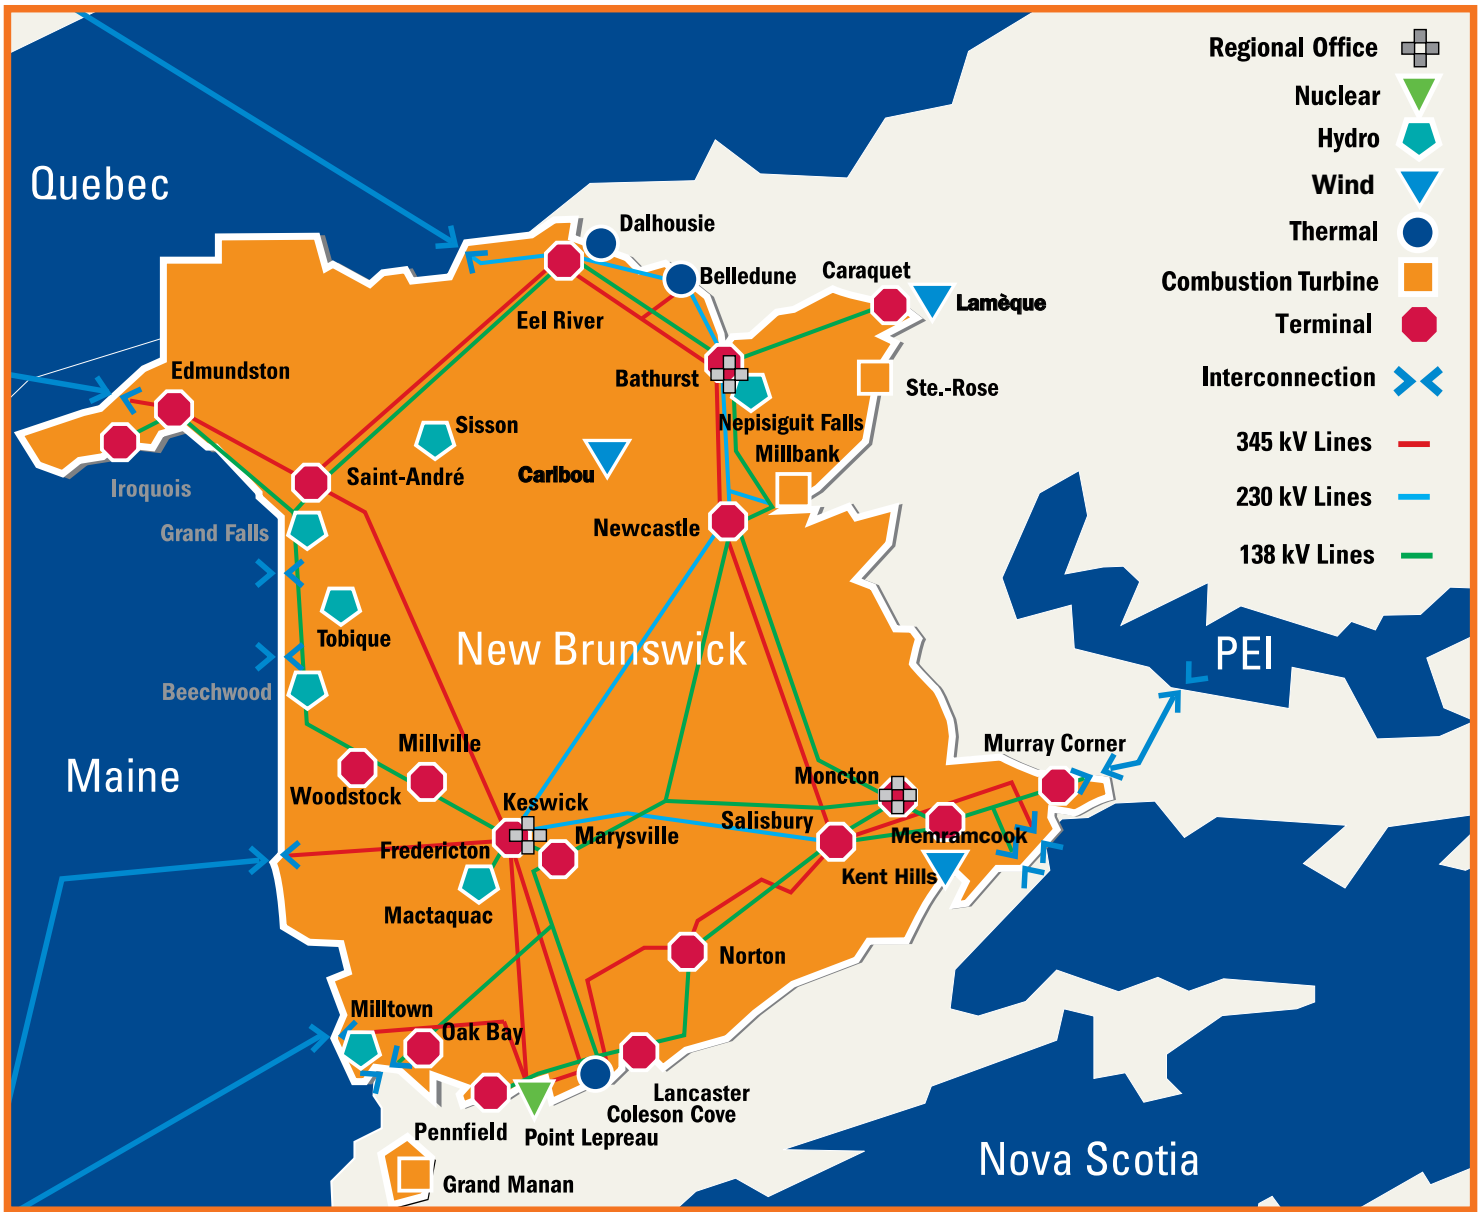 Regional Office
Nuclear
Hydro
Wind
Thermal
Combustion Turbine
Terminal
Interconnection
345 kV Lines
230 kV Lines
138 kV Lines
Quebec
Dalhousie
Belledune
Caraquet
Lamèque
Eel River
Edmundston
Bathurst
Ste.-Rose
Sisson
Nepisiguit Falls
Millbank
Saint-André
Caribou
Iroquois
Grand Falls
Newcastle
Tobique
New Brunswick
PEI
Beechwood
Maine
Millville
Murray Corner
Moncton
Woodstock
Keswick
Salisbury
Marysville
Memramcook
Fredericton
Kent Hills
Mactaquac
Norton
Milltown
Oak Bay
Lancaster
Coleson Cove
Pennfield
Point Lepreau
Nova Scotia
Grand Manan